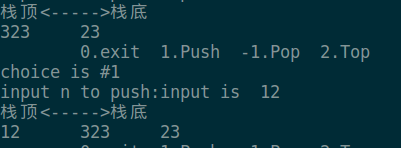 栈顶<----->栈底
323 23
0.exit 1.Push -1.Pop 2.Top
choice is #1
input n to push:input is 12
栈顶<----->栈底
12 323 23